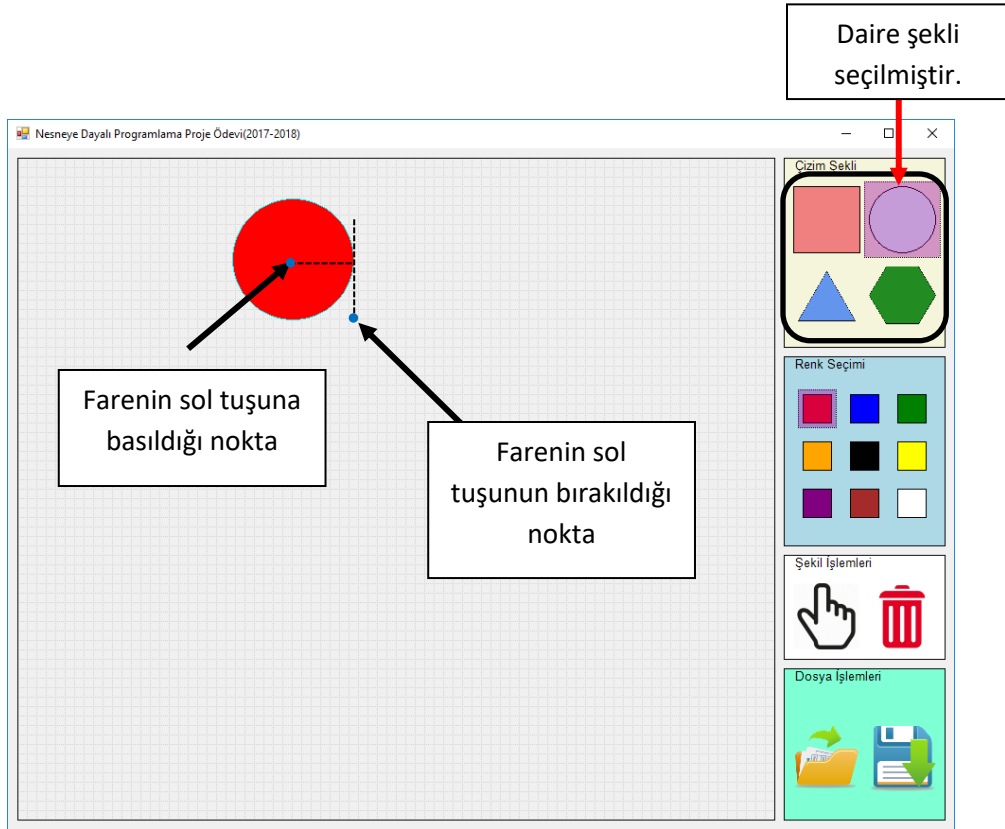 Daire şekli
seçilmiştir.
Nesneye Dayalı Programlama Proje Ödevi(2017-2018)
Çizim Şekli
Farenin sol tuşuna
basıldığı nokta
Farenin sol
tuşunun bırakıldığı
nokta
Renk Seçimi
Şekil İşlemleri
Dosya İşlemleri